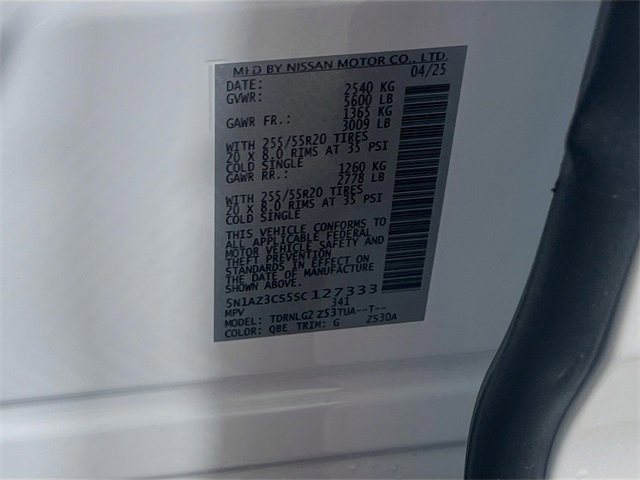 MFD BY NISSAN MOTOR CO., LTD.
DATE: 04/25
GVWR: 2540 KG
5600 LB
GAWR FR.: 1365 KG
3009 LB
WITH 255/55R20 TIRES
20 X 8.0 RIMS AT 35 PSI
COLD SINGLE
GAWR RR.: 1260 KG
2778 LB
WITH 255/55R20 TIRES
20 X 8.0 RIMS AT 35 PSI
COLD SINGLE
THIS VEHICLE CONFORMS TO
ALL APPLICABLE FEDERAL
MOTOR VEHICLE SAFETY AND
THEFT PREVENTION
STANDARDS IN EFFECT ON
THE DATE OF MANUFACTURE
SHOWN ABOVE.
5N1AZ3CS5SC127333
MPV 341
MODEL: TDRNLG2 ZS3TUA--T--
COLOR: QBE TRIM: G ZS3DA